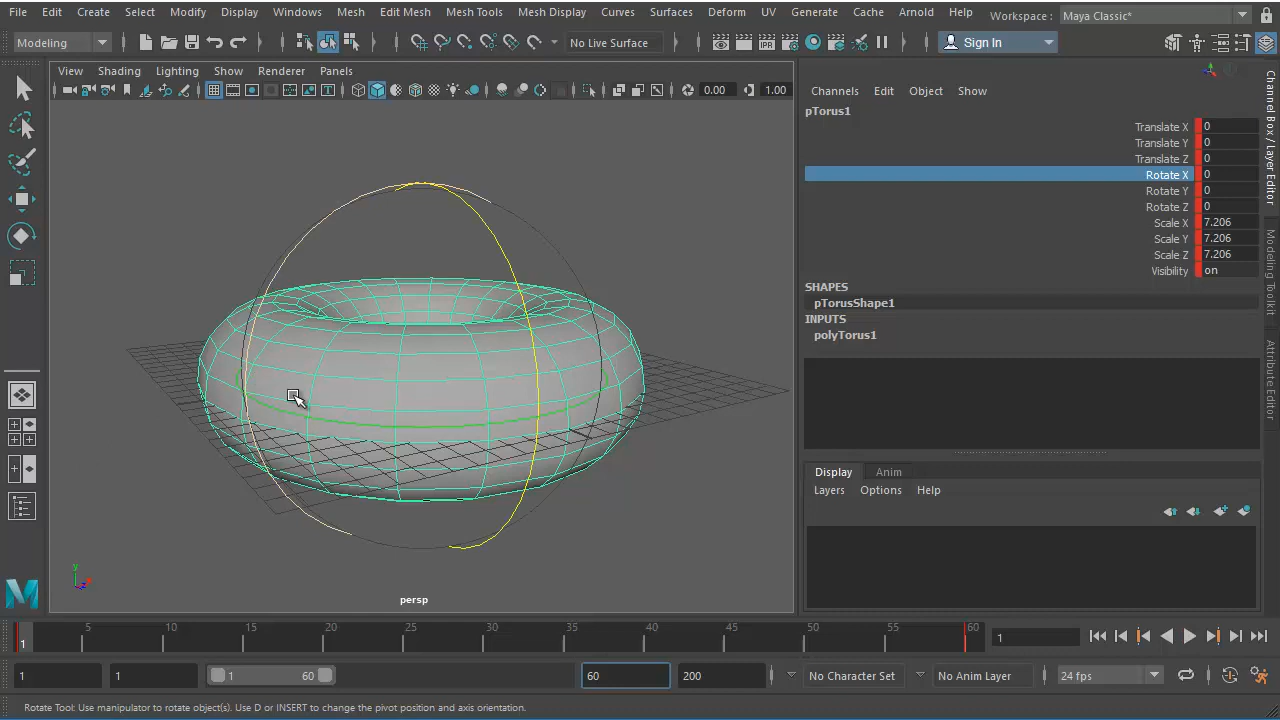 File Edit Create Select Modify Display Windows Mesh Edit Mesh Mesh Tools Mesh Display Curves Surfaces Deform UV Generate Cache Arnold Help Workspace : Maya Classic*
Modeling No Live Surface Sign In
View Shading Lighting Show Renderer Panels
0.00 1.00
Channels Edit Object Show
pTorus1
Translate X 0
Translate Y 0
Translate Z 0
Rotate X 0
Rotate Y 0
Rotate Z 0
Scale X 7.206
Scale Y 7.206
Scale Z 7.206
Visibility on
SHAPES
pTorusShape1
INPUTS
polyTorus1
Channel Box / Layer Editor
Modeling Toolkit
Attribute Editor
Display Anim
Layers Options Help
persp
y
x
M
1 5 10 15 20 25 30 35 40 45 50 55 60 1
1 1 1 60 60 200 No Character Set No Anim Layer 24 fps
Rotate Tool: Use manipulator to rotate object(s). Use D or INSERT to change the pivot position and axis orientation.